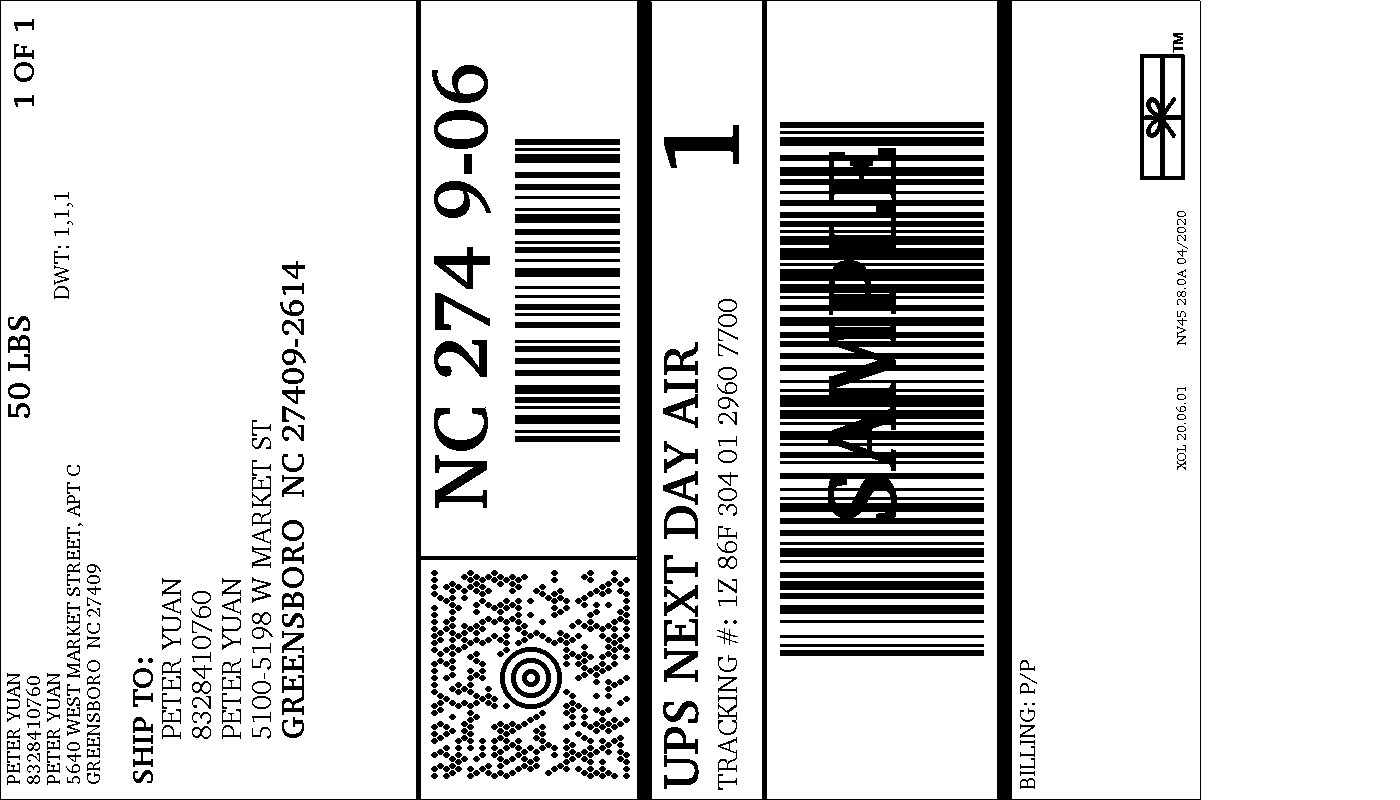 PETER YUAN
8328410760
PETER YUAN
5640 WEST MARKET STREET, APT C
GREENSBORO NC 27409
50 LBS
1 OF 1
DWT: 1,1,1
SHIP TO:
PETER YUAN
8328410760
PETER YUAN
5100-5198 W MARKET ST
GREENSBORO NC 27409-2614
NC 274 9-06
UPS NEXT DAY AIR
1
TRACKING #: 1Z 86F 304 01 2960 7700
SAMPLE
BILLING: P/P
XOL 20.06.01 NV45 28.0A 04/2020
TM